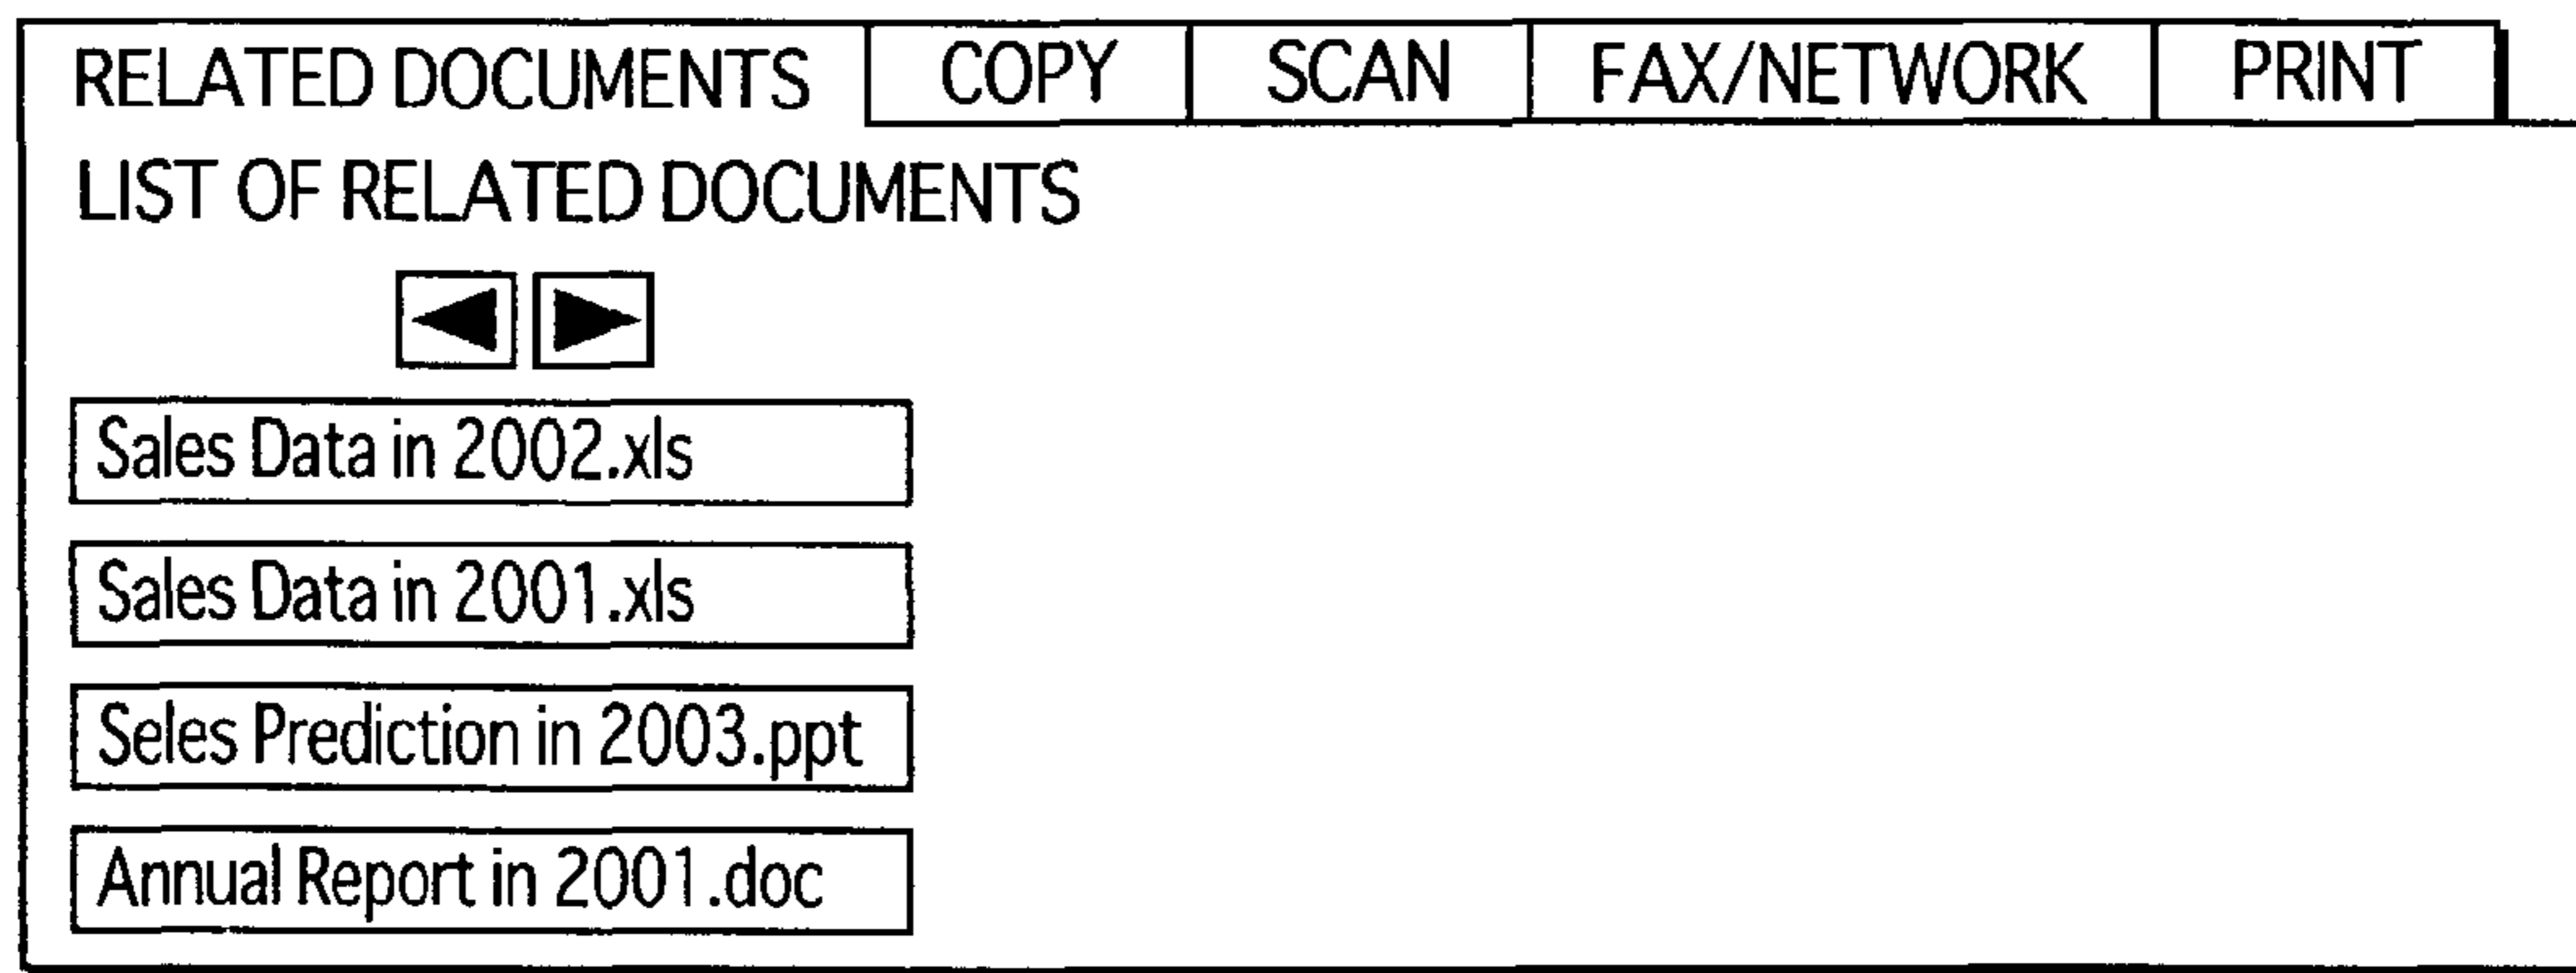 RELATED DOCUMENTS COPY SCAN FAX/NETWORK PRINT
LIST OF RELATED DOCUMENTS
Sales Data in 2002.xls
Sales Data in 2001.xls
Seles Prediction in 2003.ppt
Annual Report in 2001.doc